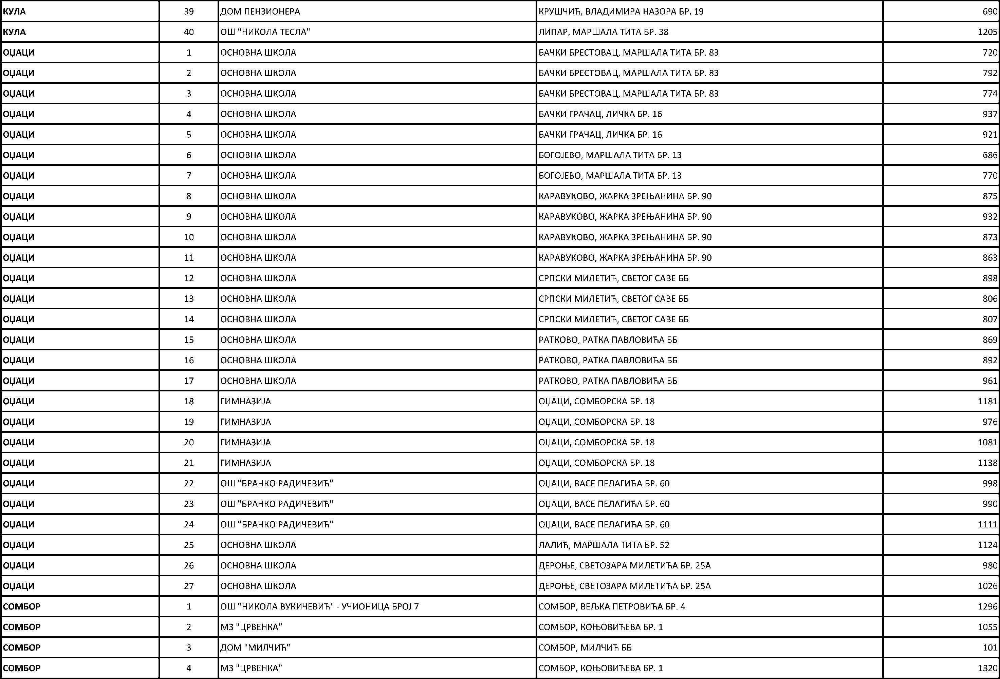 КУЛА 39 ДОМ ПЕНЗИОНЕРА КРУШЧИЋ, ВЛАДИМИРА НАЗОРА БР. 19 690
КУЛА 40 ОШ "НИКОЛА ТЕСЛА" ЛИПАР, МАРШАЛА ТИТА БР. 38 1205
ОЏАЦИ 1 ОСНОВНА ШКОЛА БАЧКИ БРЕСТОВАЦ, МАРШАЛА ТИТА БР. 83 720
ОЏАЦИ 2 ОСНОВНА ШКОЛА БАЧКИ БРЕСТОВАЦ, МАРШАЛА ТИТА БР. 83 792
ОЏАЦИ 3 ОСНОВНА ШКОЛА БАЧКИ БРЕСТОВАЦ, МАРШАЛА ТИТА БР. 83 774
ОЏАЦИ 4 ОСНОВНА ШКОЛА БАЧКИ ГРАЧАЦ, ЛИЧКА БР. 16 937
ОЏАЦИ 5 ОСНОВНА ШКОЛА БАЧКИ ГРАЧАЦ, ЛИЧКА БР. 16 921
ОЏАЦИ 6 ОСНОВНА ШКОЛА БОГОЈЕВО, МАРШАЛА ТИТА БР. 13 686
ОЏАЦИ 7 ОСНОВНА ШКОЛА БОГОЈЕВО, МАРШАЛА ТИТА БР. 13 770
ОЏАЦИ 8 ОСНОВНА ШКОЛА КАРАВУКОВО, ЖАРКА ЗРЕЊАНИНА БР. 90 875
ОЏАЦИ 9 ОСНОВНА ШКОЛА КАРАВУКОВО, ЖАРКА ЗРЕЊАНИНА БР. 90 932
ОЏАЦИ 10 ОСНОВНА ШКОЛА КАРАВУКОВО, ЖАРКА ЗРЕЊАНИНА БР. 90 873
ОЏАЦИ 11 ОСНОВНА ШКОЛА КАРАВУКОВО, ЖАРКА ЗРЕЊАНИНА БР. 90 863
ОЏАЦИ 12 ОСНОВНА ШКОЛА СРПСКИ МИЛЕТИЋ, СВЕТОГ САВЕ ББ 898
ОЏАЦИ 13 ОСНОВНА ШКОЛА СРПСКИ МИЛЕТИЋ, СВЕТОГ САВЕ ББ 806
ОЏАЦИ 14 ОСНОВНА ШКОЛА СРПСКИ МИЛЕТИЋ, СВЕТОГ САВЕ ББ 807
ОЏАЦИ 15 ОСНОВНА ШКОЛА РАТКОВО, РАТКА ПАВЛОВИЋА ББ 869
ОЏАЦИ 16 ОСНОВНА ШКОЛА РАТКОВО, РАТКА ПАВЛОВИЋА ББ 892
ОЏАЦИ 17 ОСНОВНА ШКОЛА РАТКОВО, РАТКА ПАВЛОВИЋА ББ 961
ОЏАЦИ 18 ГИМНАЗИЈА ОЏАЦИ, СОМБОРСКА БР. 18 1181
ОЏАЦИ 19 ГИМНАЗИЈА ОЏАЦИ, СОМБОРСКА БР. 18 976
ОЏАЦИ 20 ГИМНАЗИЈА ОЏАЦИ, СОМБОРСКА БР. 18 1081
ОЏАЦИ 21 ГИМНАЗИЈА ОЏАЦИ, СОМБОРСКА БР. 18 1138
ОЏАЦИ 22 ОШ "БРАНКО РАДИЧЕВИЋ" ОЏАЦИ, ВАСЕ ПЕЛАГИЋА БР. 60 998
ОЏАЦИ 23 ОШ "БРАНКО РАДИЧЕВИЋ" ОЏАЦИ, ВАСЕ ПЕЛАГИЋА БР. 60 990
ОЏАЦИ 24 ОШ "БРАНКО РАДИЧЕВИЋ" ОЏАЦИ, ВАСЕ ПЕЛАГИЋА БР. 60 1111
ОЏАЦИ 25 ОСНОВНА ШКОЛА ЛАЛИЋ, МАРШАЛА ТИТА БР. 52 1124
ОЏАЦИ 26 ОСНОВНА ШКОЛА ДЕРОЊЕ, СВЕТОЗАРА МИЛЕТИЋА БР. 25А 980
ОЏАЦИ 27 ОСНОВНА ШКОЛА ДЕРОЊЕ, СВЕТОЗАРА МИЛЕТИЋА БР. 25А 1026
СОМБОР 1 ОШ "НИКОЛА ВУКИЧЕВИЋ" - УЧИОНИЦА БРОЈ 7 СОМБОР, ВЕЉКА ПЕТРОВИЋА БР. 4 1296
СОМБОР 2 МЗ "ЦРВЕНКА" СОМБОР, КОЊОВИЋЕВА БР. 1 1055
СОМБОР 3 ДОМ "МИЛЧИЋ" СОМБОР, МИЛЧИЋ ББ 101
СОМБОР 4 МЗ "ЦРВЕНКА" СОМБОР, КОЊОВИЋЕВА БР. 1 1320